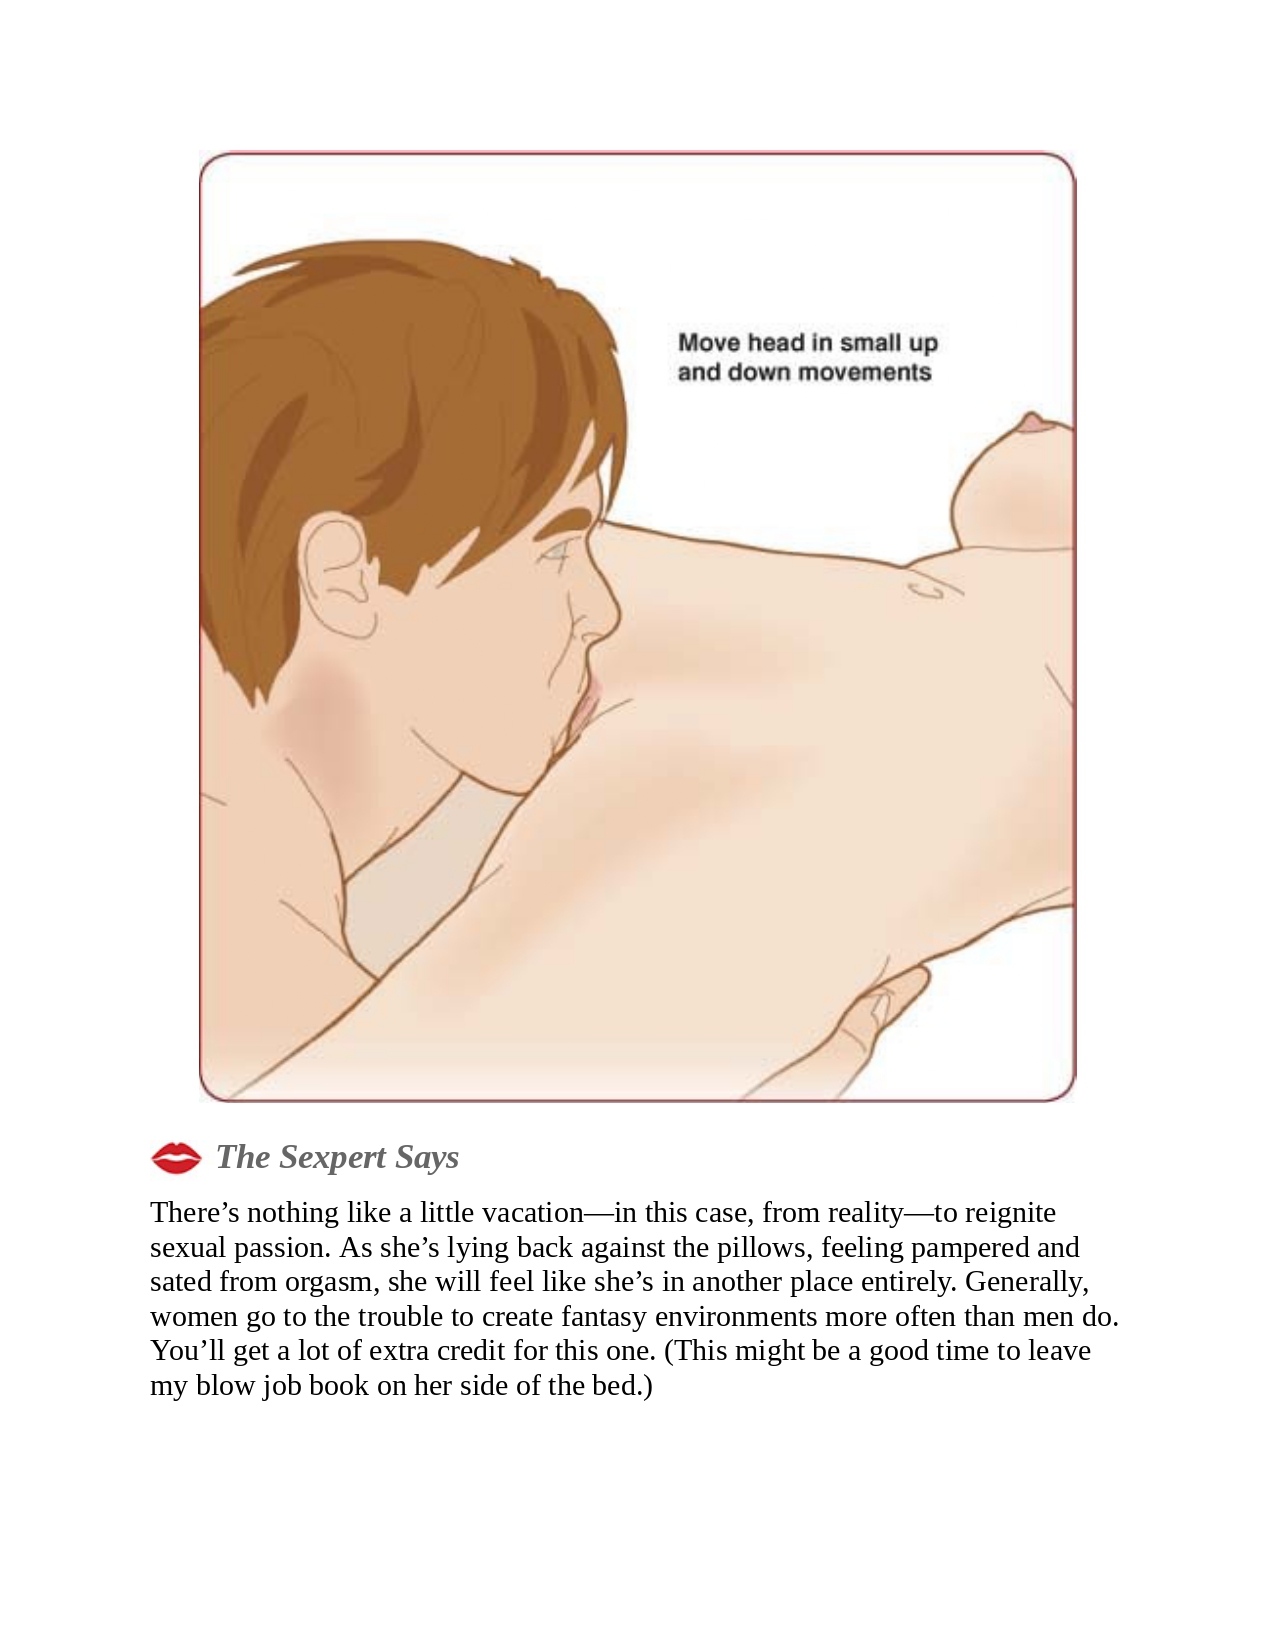 Move head in small up
and down movements
The Sexpert Says
There’s nothing like a little vacation—in this case, from reality—to reignite
sexual passion. As she’s lying back against the pillows, feeling pampered and
sated from orgasm, she will feel like she’s in another place entirely. Generally,
women go to the trouble to create fantasy environments more often than men do.
You’ll get a lot of extra credit for this one. (This might be a good time to leave
my blow job book on her side of the bed.)